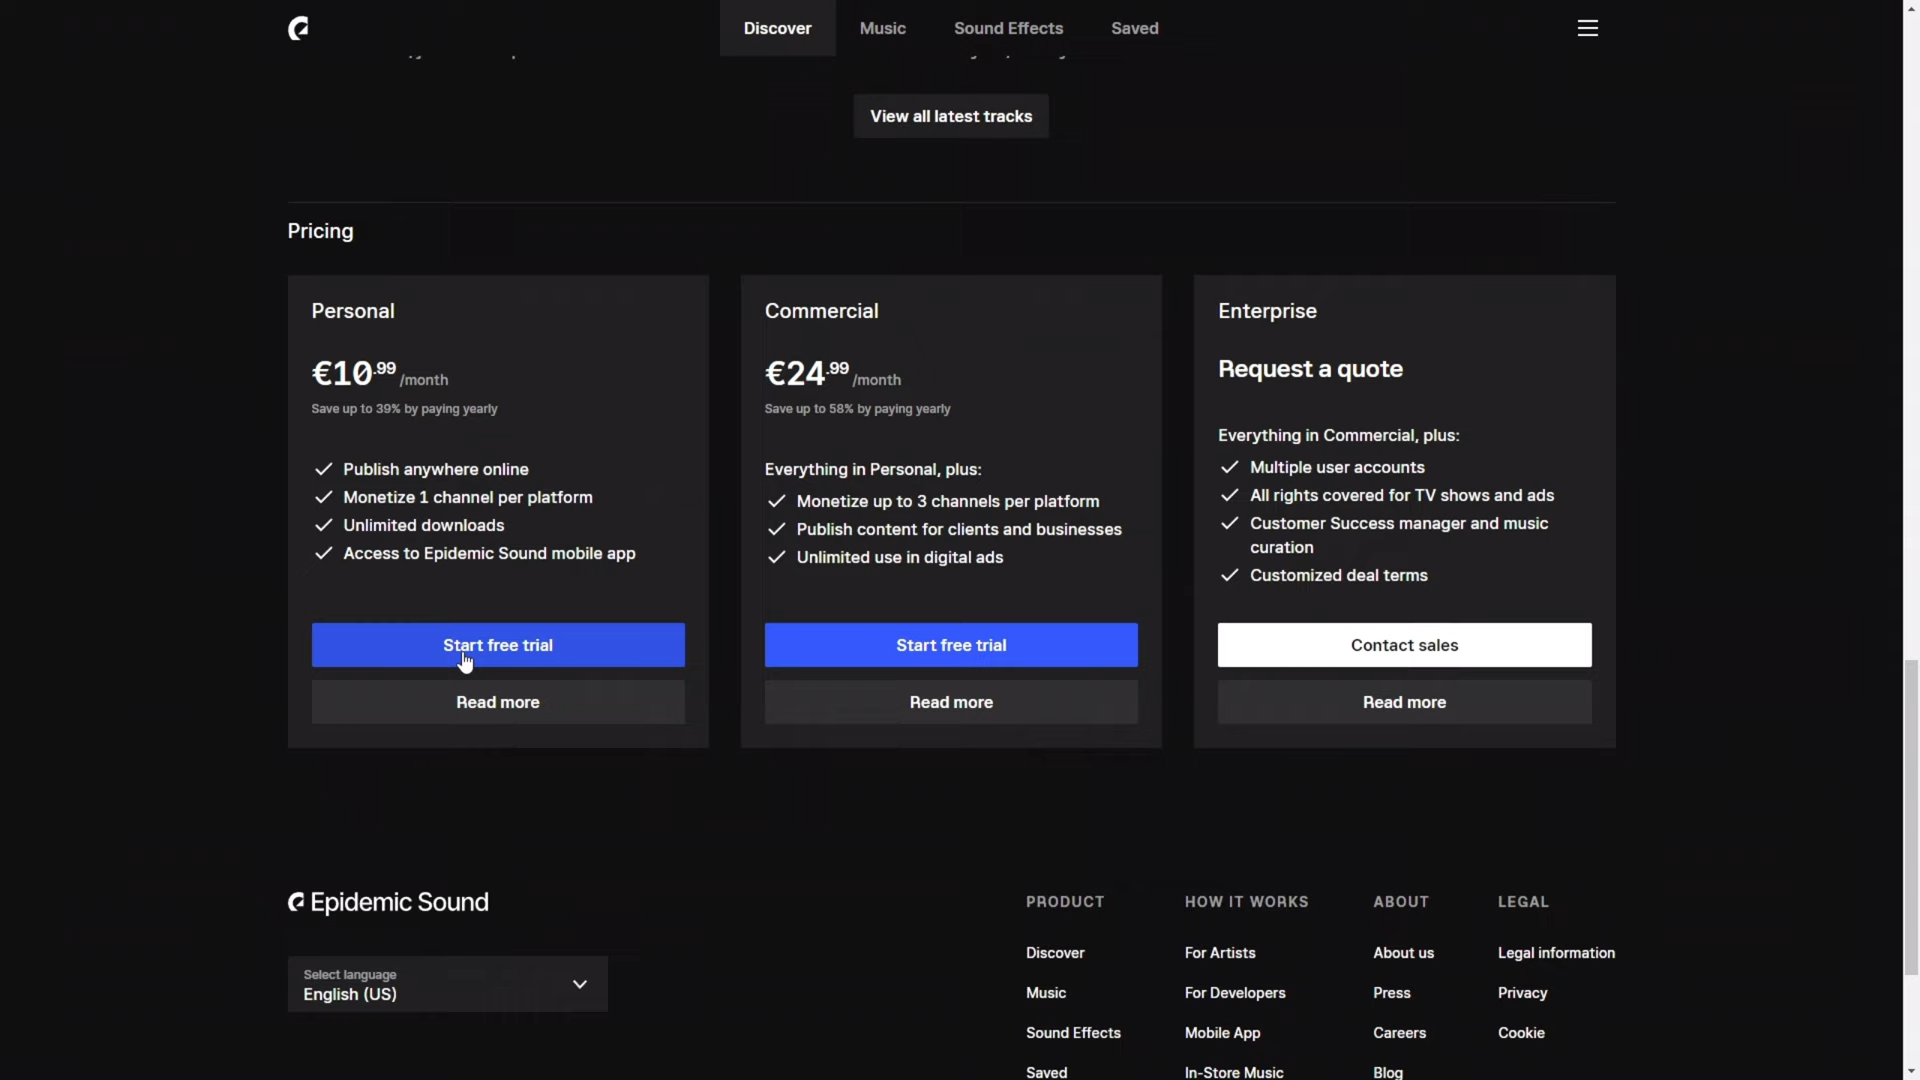 Discover Music Sound Effects Saved
View all latest tracks
Pricing
Personal
€10.99 /month
Save up to 39% by paying yearly
Publish anywhere online
Monetize 1 channel per platform
Unlimited downloads
Access to Epidemic Sound mobile app
Start free trial
Read more
Commercial
€24.99 /month
Save up to 58% by paying yearly
Everything in Personal, plus:
Monetize up to 3 channels per platform
Publish content for clients and businesses
Unlimited use in digital ads
Start free trial
Read more
Enterprise
Request a quote
Everything in Commercial, plus:
Multiple user accounts
All rights covered for TV shows and ads
Customer Success manager and music
curation
Customized deal terms
Contact sales
Read more
Epidemic Sound
Select language
English (US)
PRODUCT
Discover
Music
Sound Effects
Saved
HOW IT WORKS
For Artists
For Developers
Mobile App
In-Store Music
ABOUT
About us
Press
Careers
Blog
LEGAL
Legal information
Privacy
Cookie